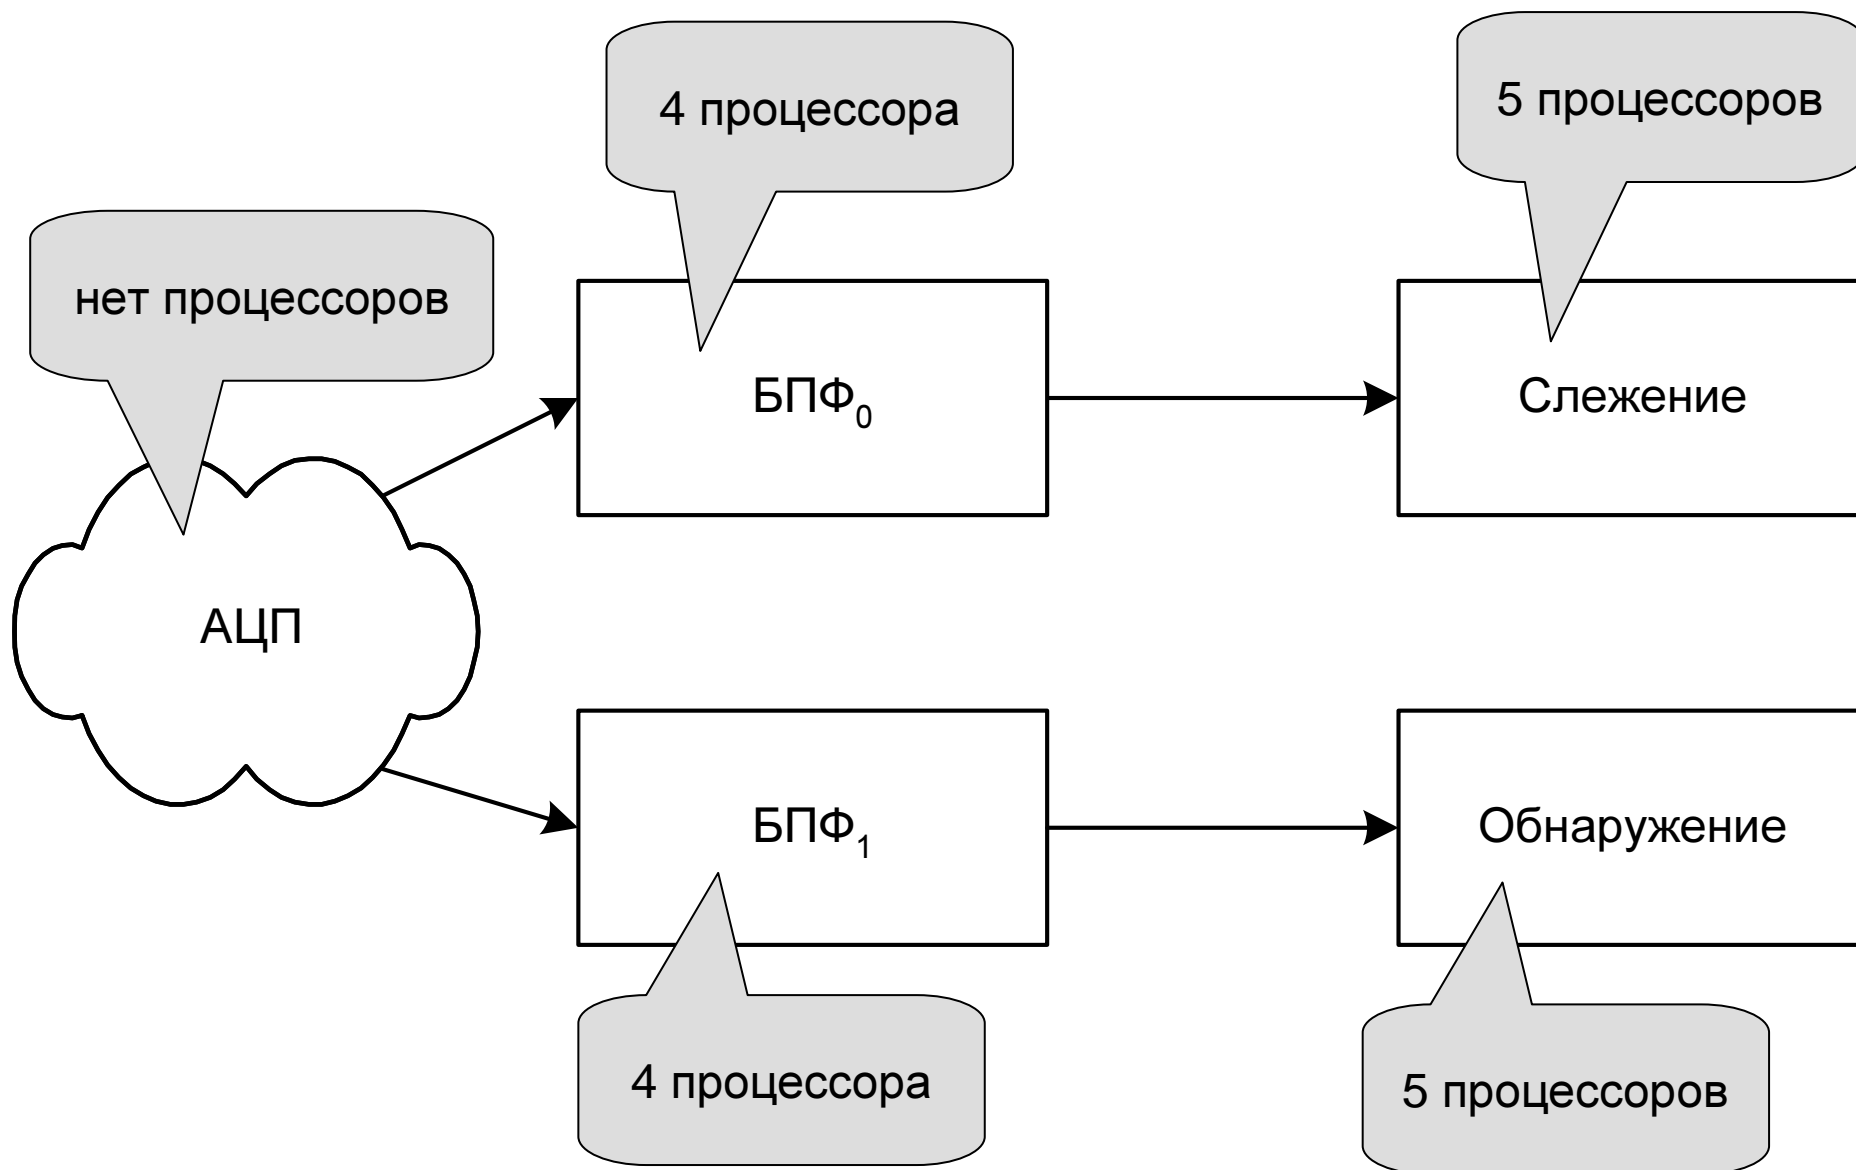 4 процессора
5 процессоров
нет процессоров
БПФ₀
Слежение
АЦП
БПФ₁
Обнаружение
4 процессора
5 процессоров